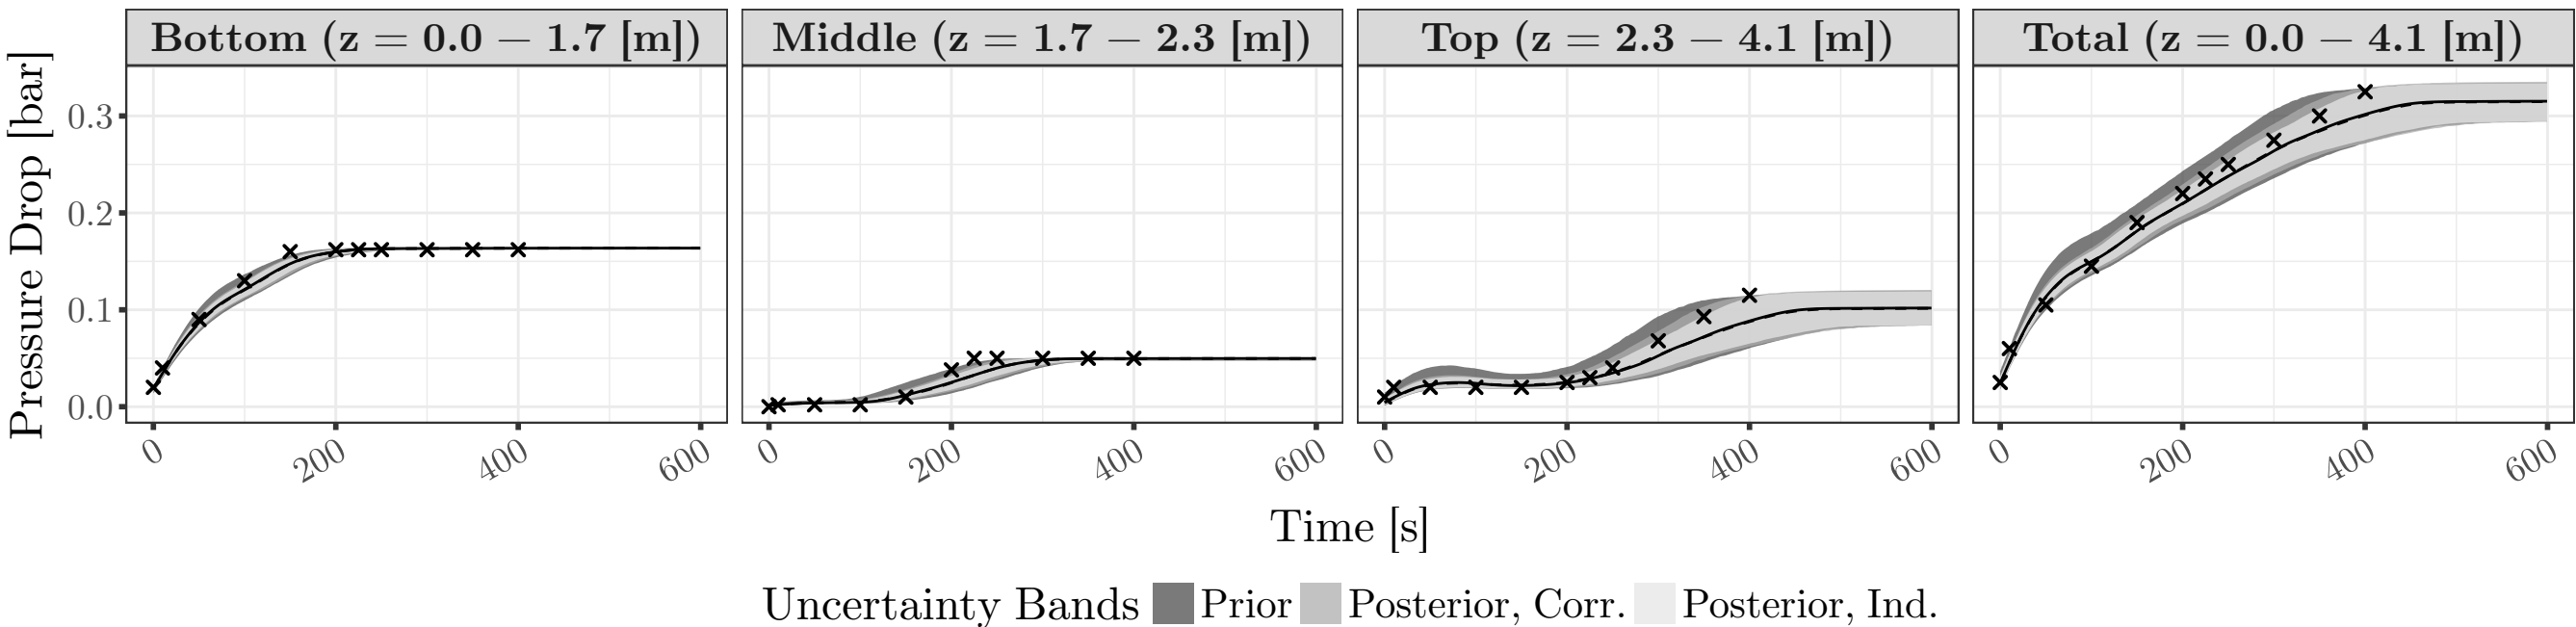 Bottom (z = 0.0 − 1.7 [m])
Middle (z = 1.7 − 2.3 [m])
Top (z = 2.3 − 4.1 [m])
Total (z = 0.0 − 4.1 [m])
Pressure Drop [bar]
0.3
0.2
0.1
0.0
0 200 400 600
0 200 400 600
0 200 400 600
0 200 400 600
Time [s]
Uncertainty Bands Prior Posterior, Corr. Posterior, Ind.